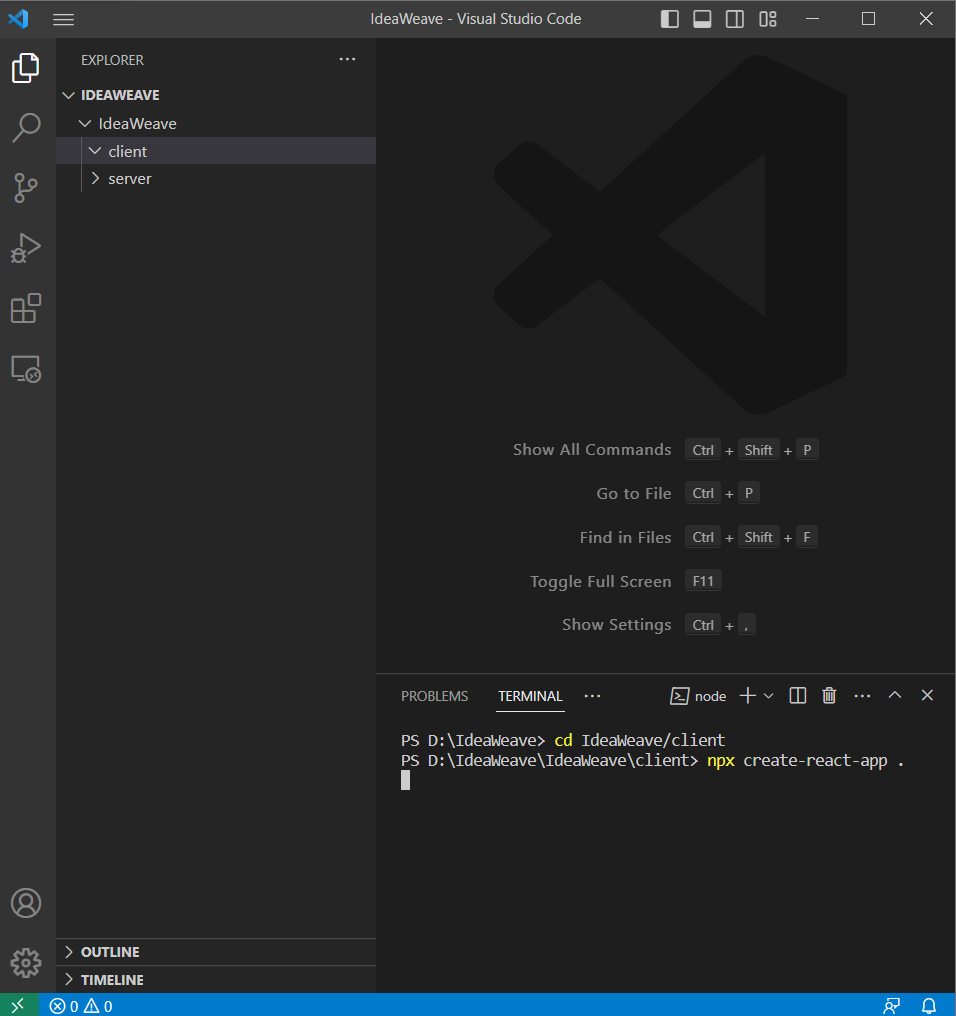 IdeaWeave - Visual Studio Code
EXPLORER
IDEAWEAVE
IdeaWeave
client
server
Show All Commands Ctrl + Shift + P
Go to File Ctrl + P
Find in Files Ctrl + Shift + F
Toggle Full Screen F11
Show Settings Ctrl + ,
PROBLEMS TERMINAL node
PS D:\IdeaWeave> cd IdeaWeave/client
PS D:\IdeaWeave\IdeaWeave\client> npx create-react-app .
OUTLINE
TIMELINE
0 0